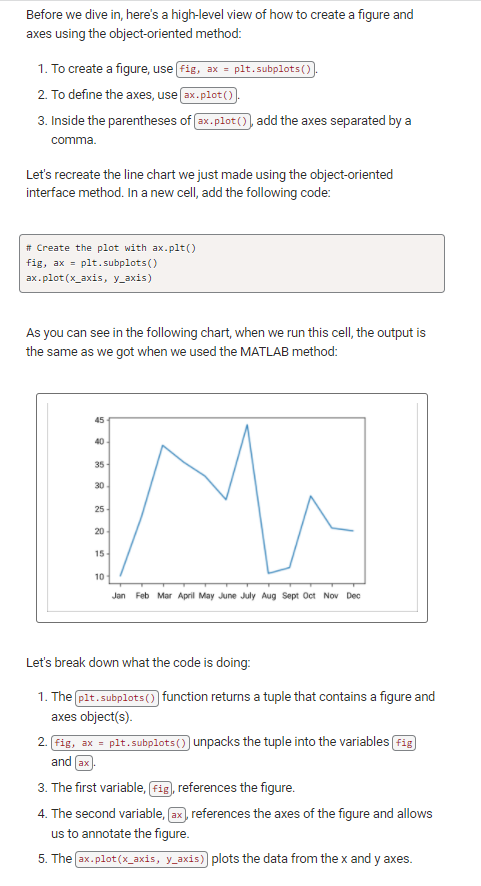 Before we dive in, here's a high-level view of how to create a figure and
axes using the object-oriented method:
1. To create a figure, use fig, ax = plt.subplots().
2. To define the axes, use ax.plot().
3. Inside the parentheses of ax.plot(), add the axes separated by a
comma.
Let's recreate the line chart we just made using the object-oriented
interface method. In a new cell, add the following code:
# Create the plot with ax.plt()
fig, ax = plt.subplots()
ax.plot(x_axis, y_axis)
As you can see in the following chart, when we run this cell, the output is
the same as we got when we used the MATLAB method:
45
40
35
30
25
20
15
10
Jan Feb Mar April May June July Aug Sept Oct Nov Dec
Let's break down what the code is doing:
1. The plt.subplots() function returns a tuple that contains a figure and
axes object(s).
2. fig, ax = plt.subplots() unpacks the tuple into the variables fig
and ax.
3. The first variable, fig, references the figure.
4. The second variable, ax, references the axes of the figure and allows
us to annotate the figure.
5. The ax.plot(x_axis, y_axis) plots the data from the x and y axes.